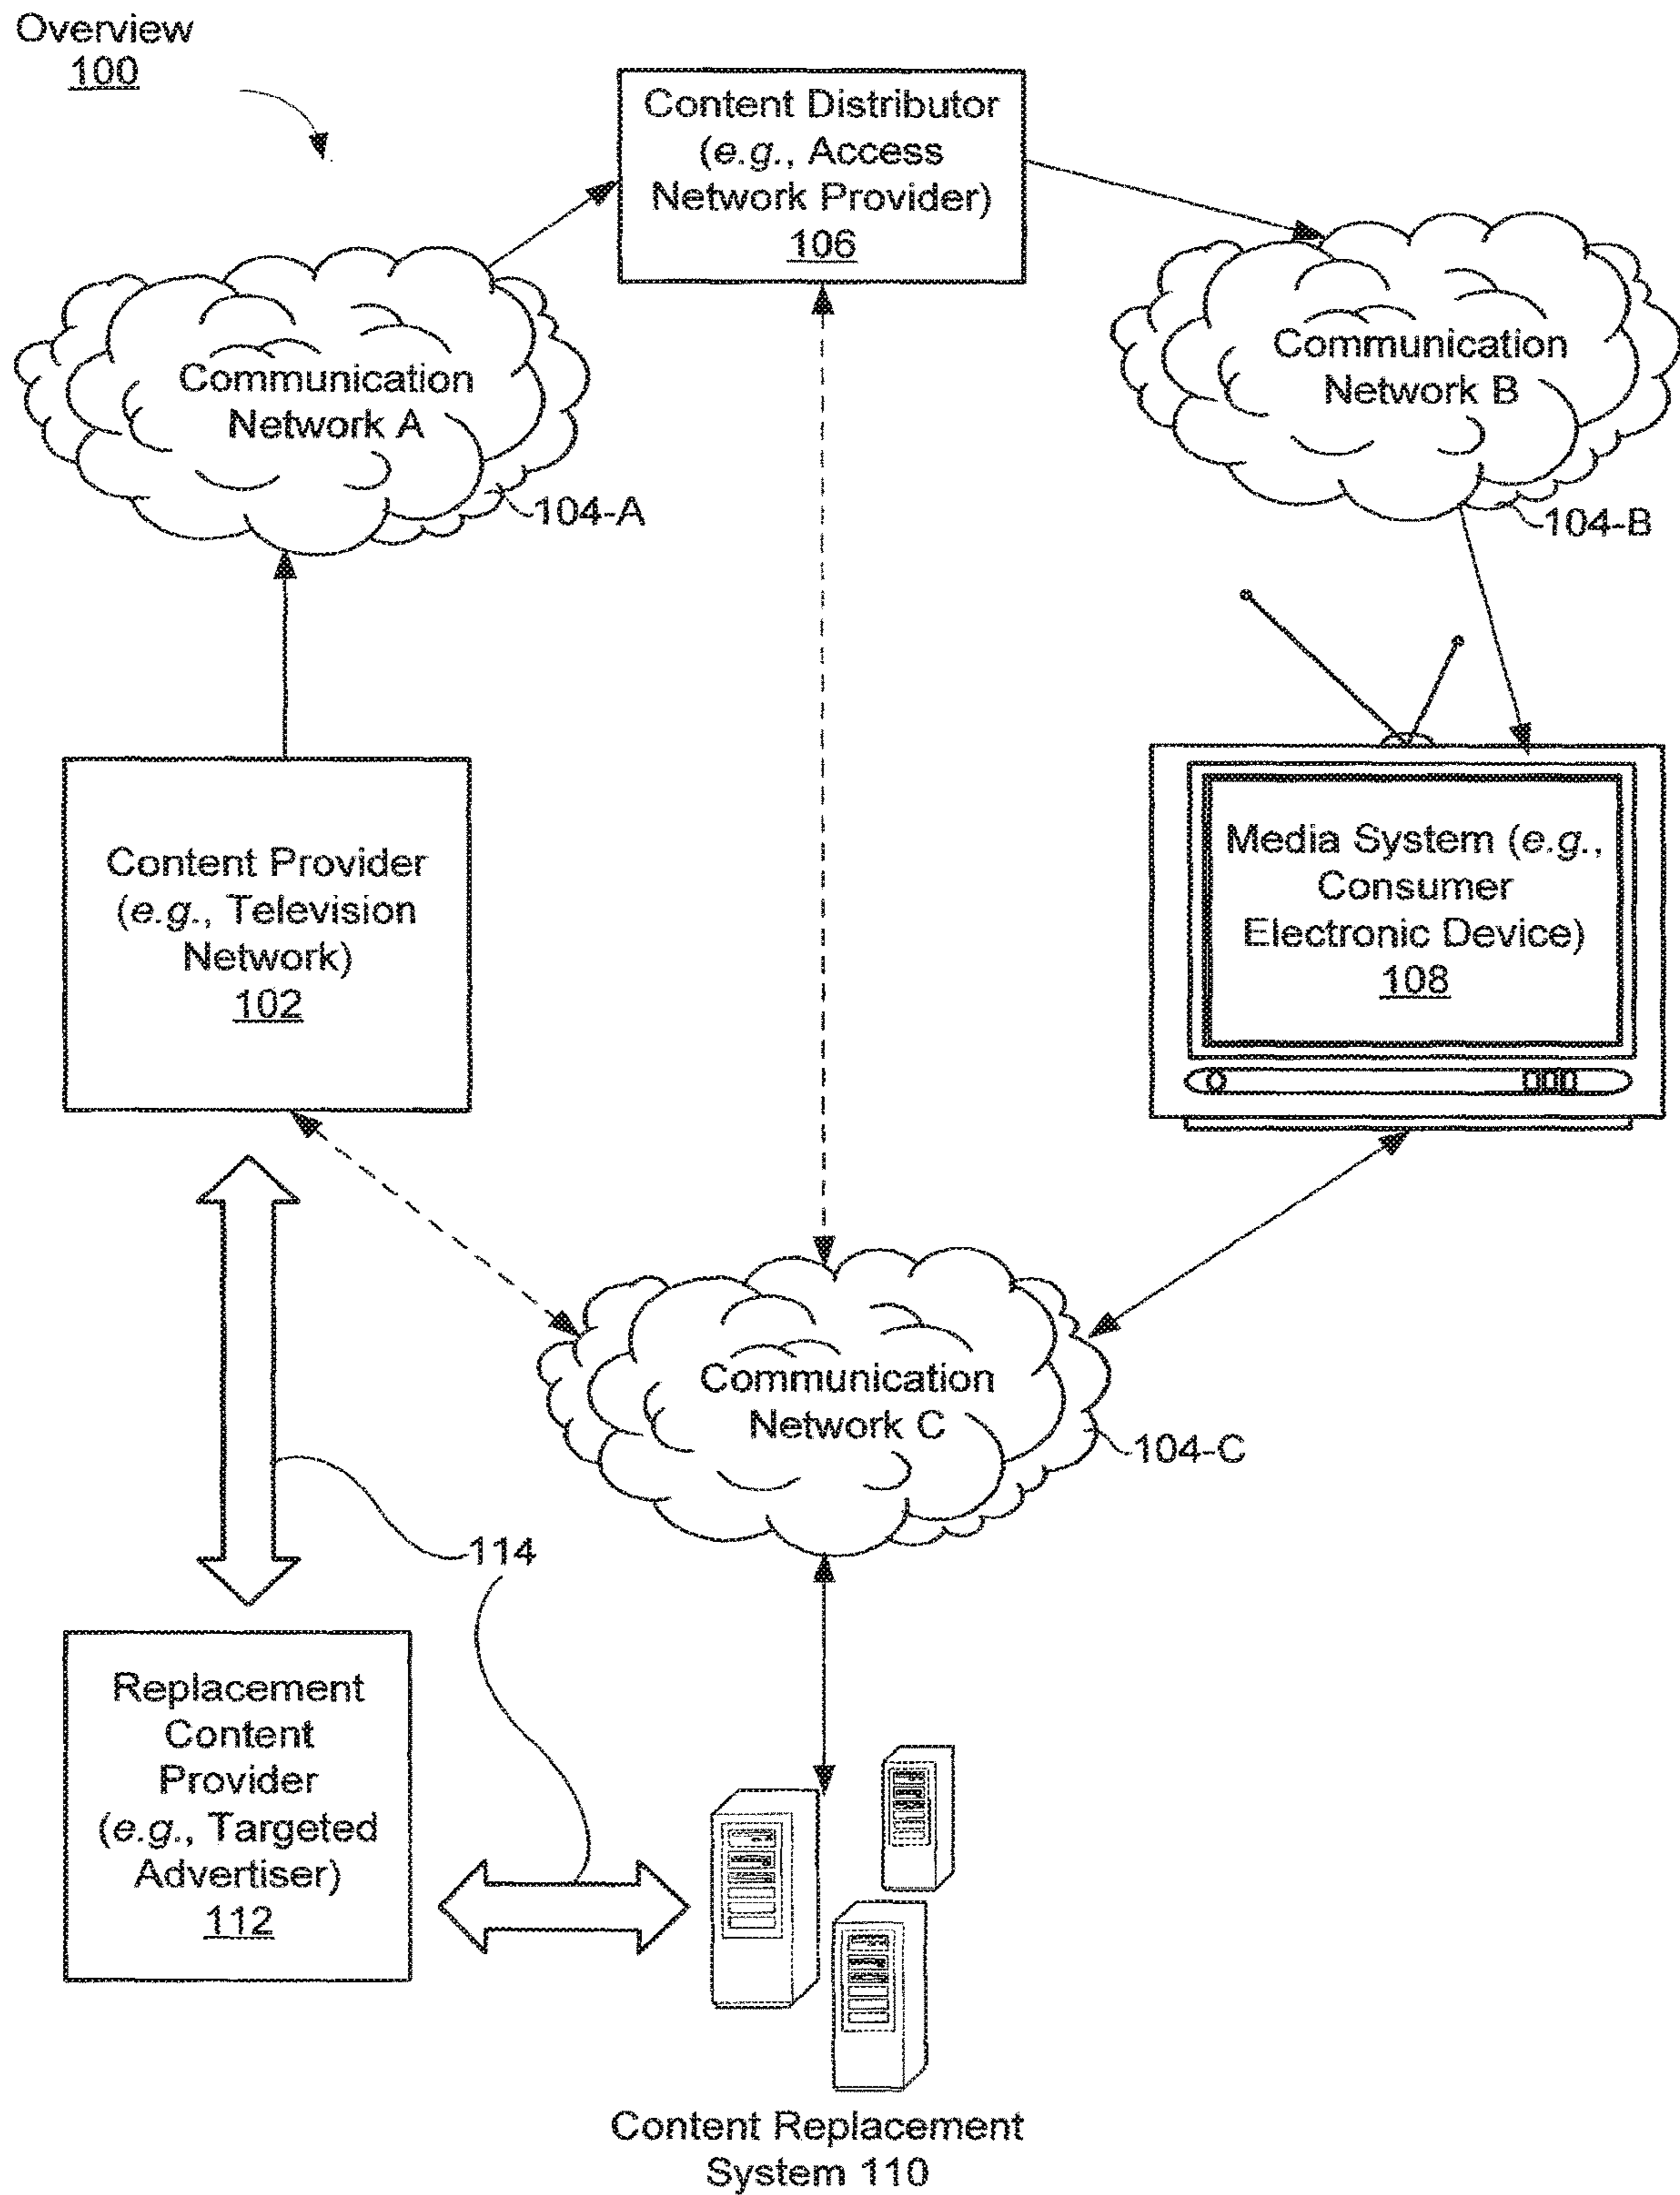 Overview
100
Content Distributor
(e.g., Access
Network Provider)
106
Communication
Network A
104-A
Communication
Network B
104-B
Content Provider
(e.g., Television
Network)
102
Media System (e.g.,
Consumer
Electronic Device)
108
Communication
Network C
104-C
114
Replacement
Content
Provider
(e.g., Targeted
Advertiser)
112
Content Replacement
System 110